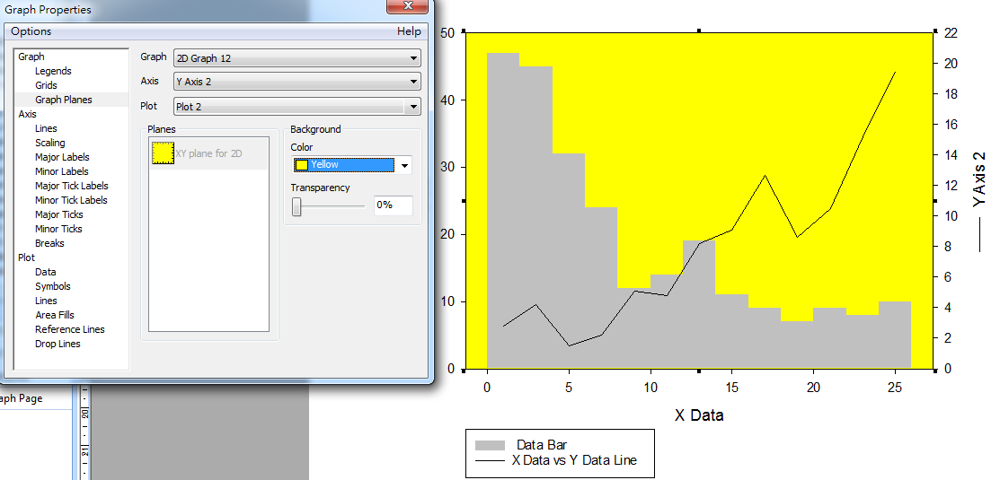 Graph Properties
Options Help
Graph
Legends
Grids
Graph Planes
Axis
Lines
Scaling
Major Labels
Minor Labels
Major Tick Labels
Minor Tick Labels
Major Ticks
Minor Ticks
Breaks
Plot
Data
Symbols
Lines
Area Fills
Reference Lines
Drop Lines
Graph 2D Graph 12
Axis Y Axis 2
Plot Plot 2
Planes
XY plane for 2D
Background
Color
Yellow
Transparency
0%
aph Page
20
21
50
40
30
20
10
0
22
20
18
16
14
12
10
8
6
4
2
0
Y Axis 2
0 5 10 15 20 25
X Data
Data Bar
X Data vs Y Data Line